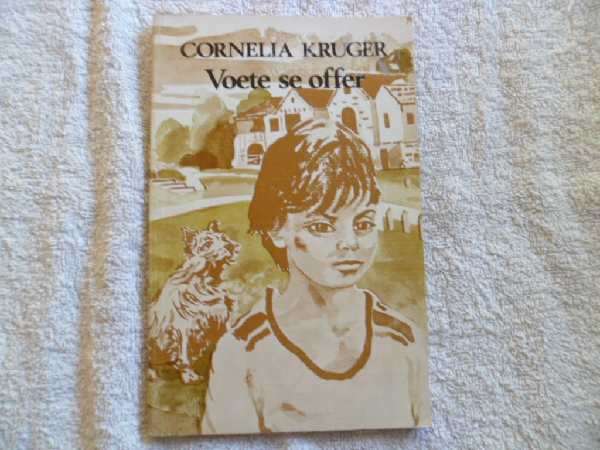 CORNELIA KRUGER
Voete se offer